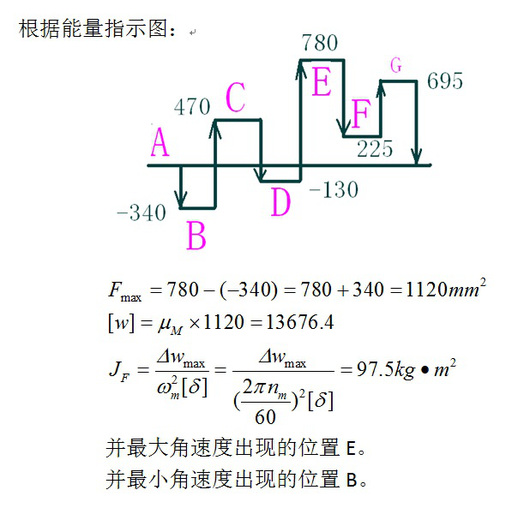 根据能量指示图：
780
E
G
695
470
C
F
A
225
-340
D
-130
B
F_max = 780 - (-340) = 780 + 340 = 1120mm²
[w] = μ_M × 1120 = 13676.4
J_F = Δw_max / ω_m²[δ] = Δw_max / (2πn_m / 60)²[δ] = 97.5kg • m²
并最大角速度出现的位置 E。
并最小角速度出现的位置 B。